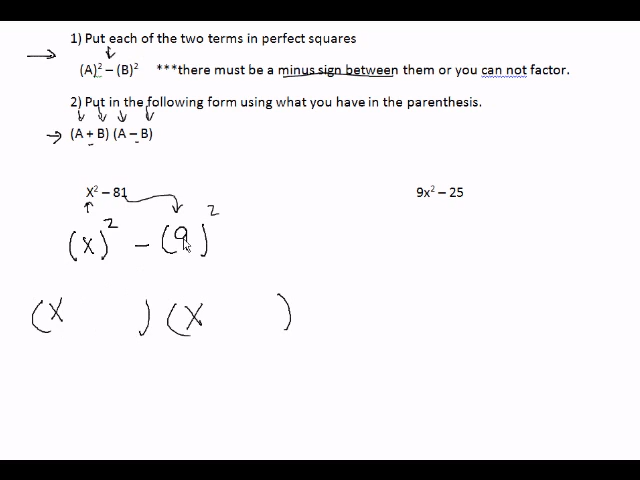 1) Put each of the two terms in perfect squares
(A)² – (B)² ***there must be a minus sign between them or you can not factor.
2) Put in the following form using what you have in the parenthesis.
(A + B) (A – B)
X² – 81 9x² – 25
(x)² – (9)²
(x ) (x )